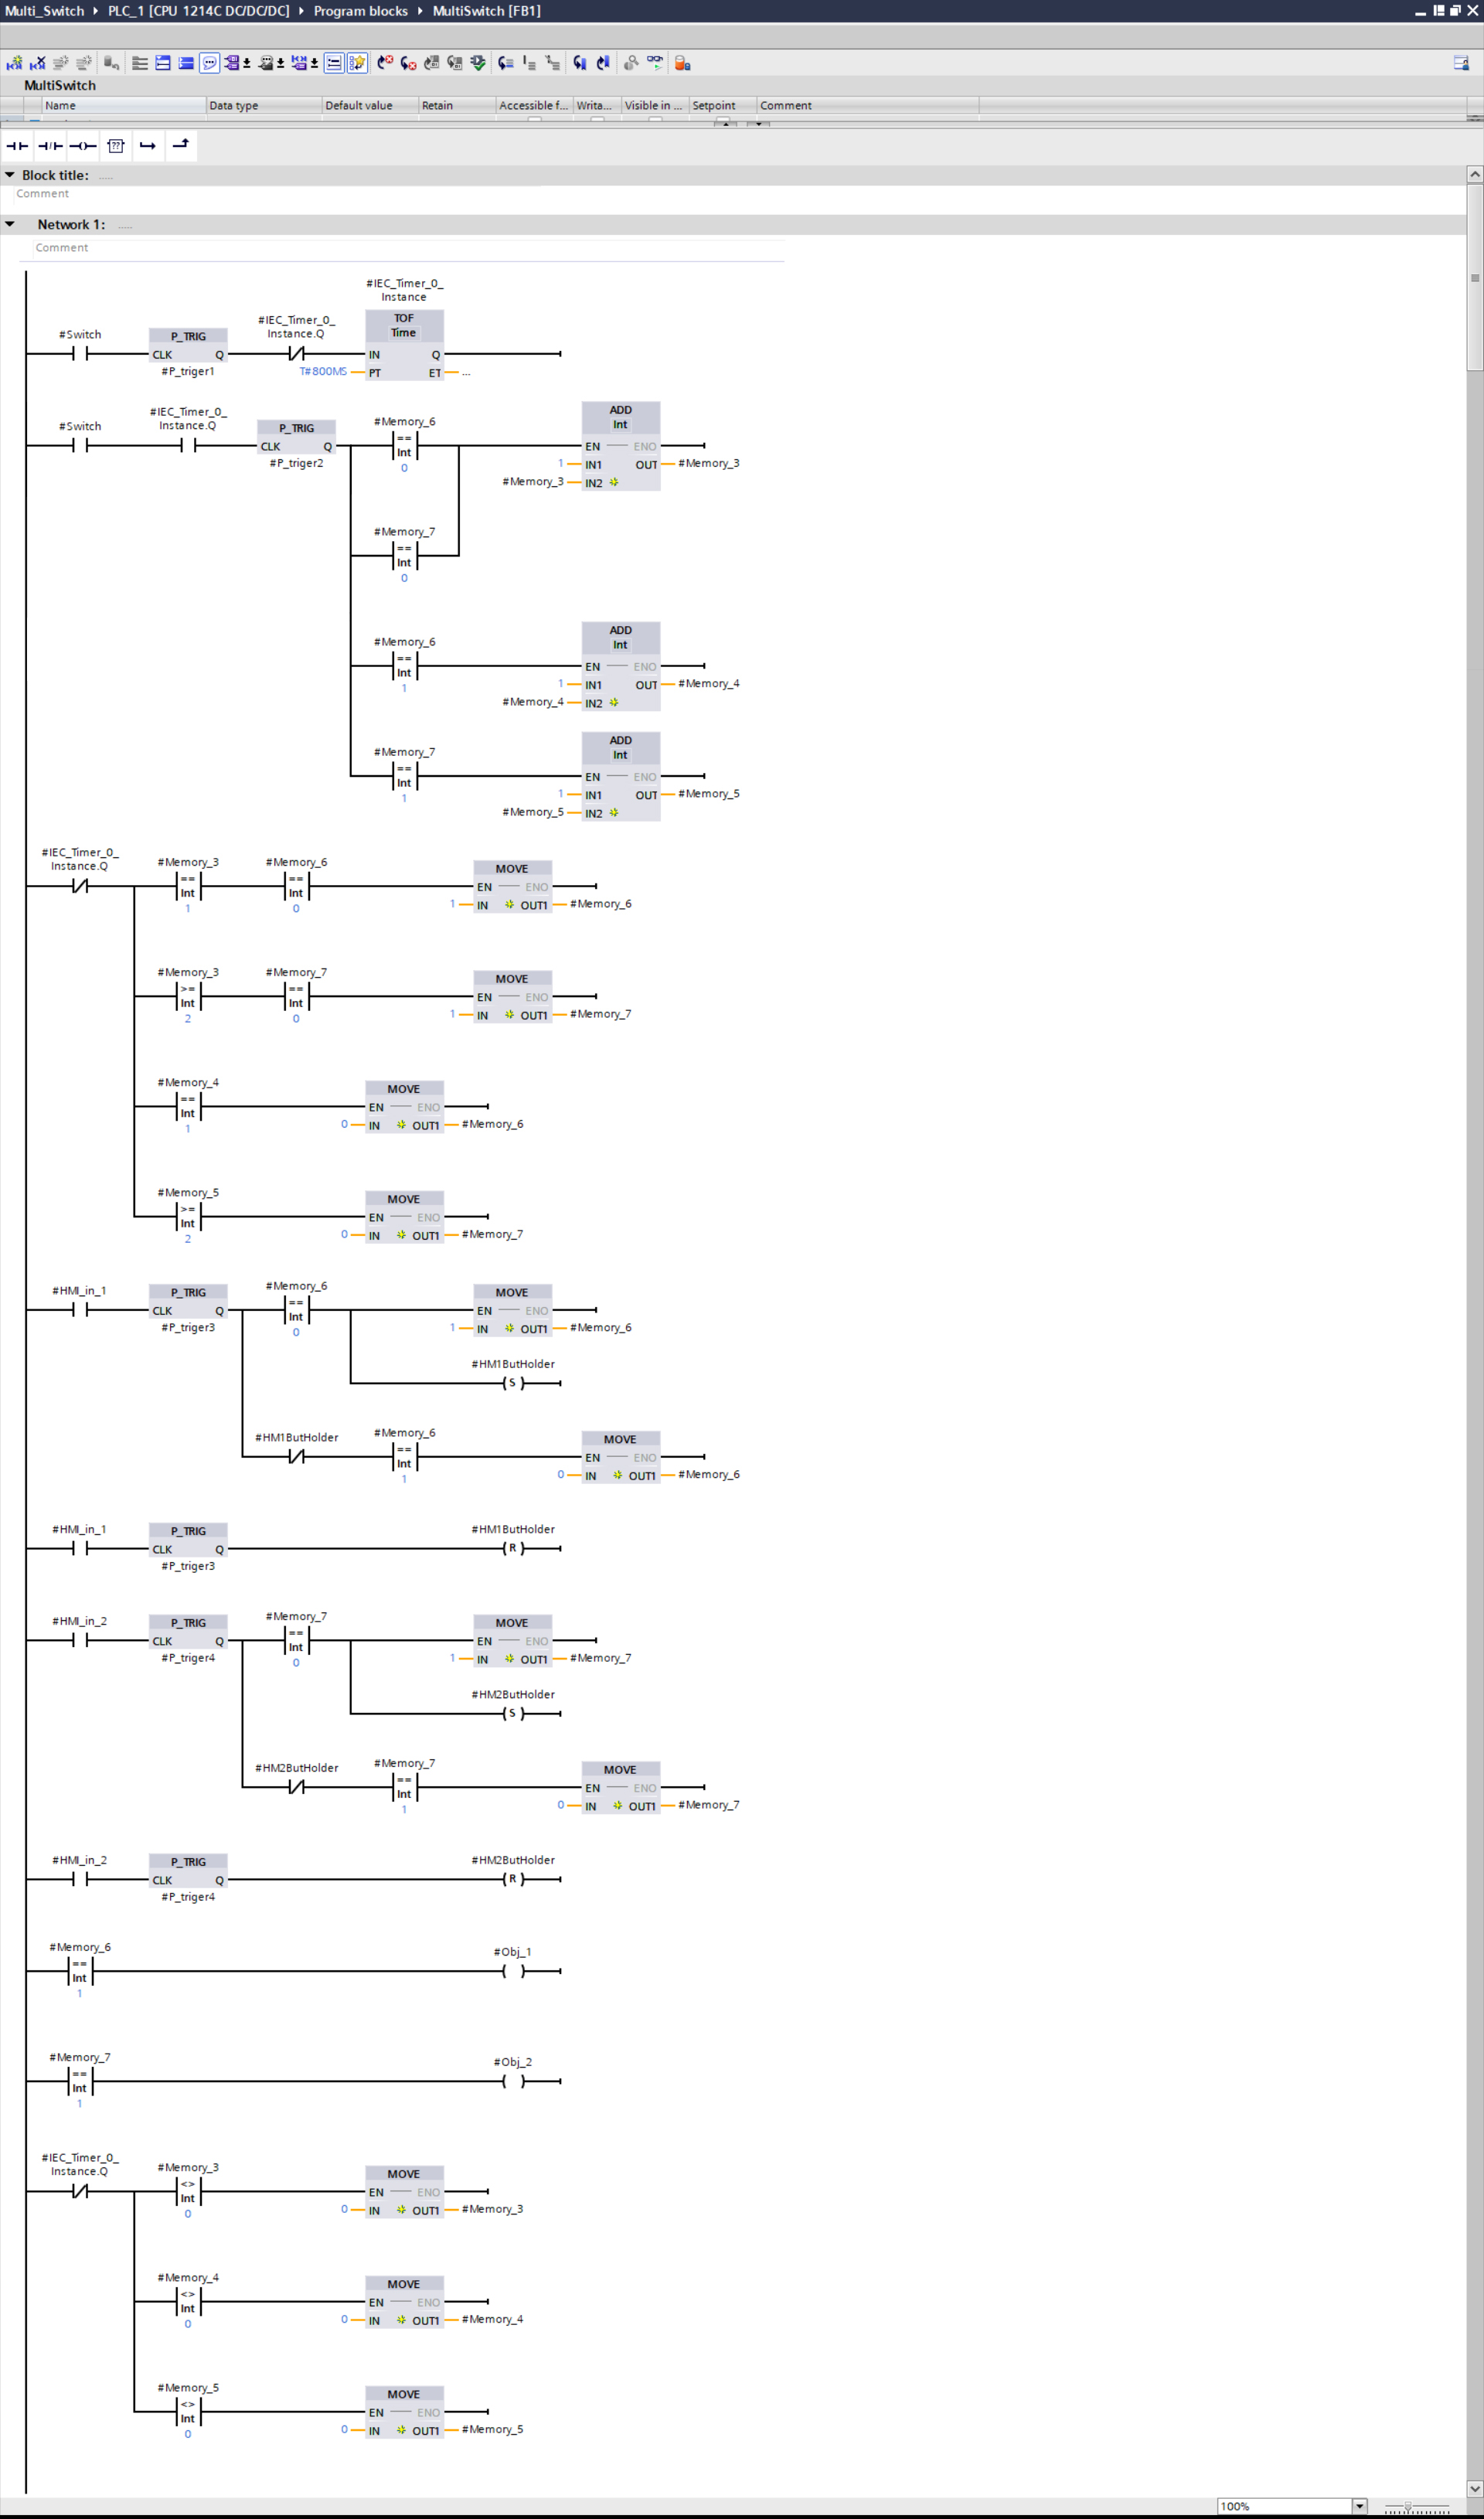 Multi_Switch ▸ PLC_1 [CPU 1214C DC/DC/DC] ▸ Program blocks ▸ MultiSwitch [FB1]
MultiSwitch
Name Data type Default value Retain Accessible f... Writa... Visible in ... Setpoint Comment
Block title: .....
Comment
Network 1: .....
Comment
#IEC_Timer_0_
Instance
#Switch P_TRIG #IEC_Timer_0_ TOF
Instance.Q Time
CLK Q IN Q
#P_triger1 T#800MS PT ET ...
#Switch #IEC_Timer_0_ #Memory_6 ADD
Instance.Q P_TRIG == Int
CLK Q Int EN ENO
#P_triger2 0 1 IN1 OUT #Memory_3
#Memory_3 IN2
#Memory_7
==
Int
0
#Memory_6 ADD
== Int
Int EN ENO
1 1 IN1 OUT #Memory_4
#Memory_4 IN2
#Memory_7 ADD
== Int
Int EN ENO
1 1 IN1 OUT #Memory_5
#Memory_5 IN2
#IEC_Timer_0_
Instance.Q #Memory_3 #Memory_6 MOVE
== == EN ENO
Int Int
1 0 1 IN OUT1 #Memory_6
#Memory_3 #Memory_7 MOVE
>= == EN ENO
Int Int
2 0 1 IN OUT1 #Memory_7
#Memory_4 MOVE
== EN ENO
Int
1 0 IN OUT1 #Memory_6
#Memory_5 MOVE
>= EN ENO
Int
2 0 IN OUT1 #Memory_7
#HMI_in_1 P_TRIG #Memory_6 MOVE
CLK Q == EN ENO
Int
#P_triger3 0 1 IN OUT1 #Memory_6
#HM1ButHolder
S
#HM1ButHolder #Memory_6 MOVE
== EN ENO
Int
1 0 IN OUT1 #Memory_6
#HMI_in_1 P_TRIG #HM1ButHolder
CLK Q R
#P_triger3
#HMI_in_2 P_TRIG #Memory_7 MOVE
CLK Q == EN ENO
Int
#P_triger4 0 1 IN OUT1 #Memory_7
#HM2ButHolder
S
#HM2ButHolder #Memory_7 MOVE
== EN ENO
Int
1 0 IN OUT1 #Memory_7
#HMI_in_2 P_TRIG #HM2ButHolder
CLK Q R
#P_triger4
#Memory_6 #Obj_1
==
Int
1
#Memory_7 #Obj_2
==
Int
1
#IEC_Timer_0_
Instance.Q #Memory_3 MOVE
<> EN ENO
Int
0 0 IN OUT1 #Memory_3
#Memory_4 MOVE
<> EN ENO
Int
0 0 IN OUT1 #Memory_4
#Memory_5 MOVE
<> EN ENO
Int
0 0 IN OUT1 #Memory_5
100%